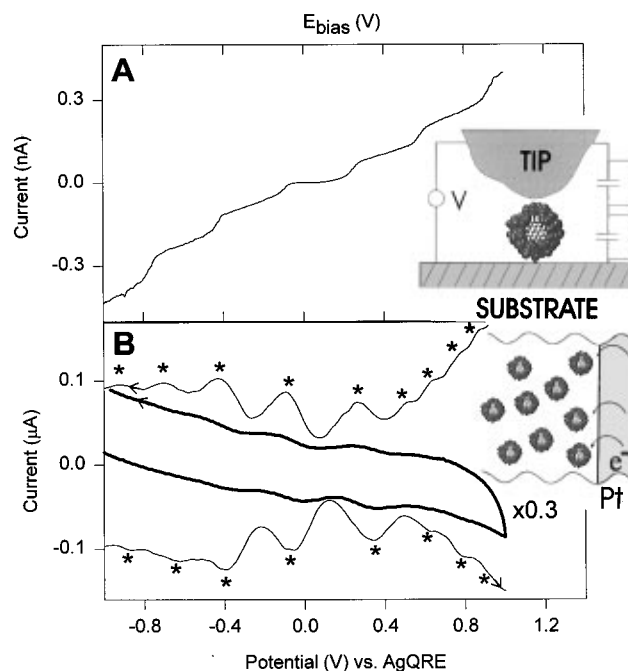 E_bias (V)
A
0.3
0.0
-0.3
Current (nA)
TIP
V
SUBSTRATE
B
* * * * * * * * *
0.1
0.0
-0.1
Current (μA)
e-
Pt
x0.3
* * * * * * * *
-0.8 -0.4 0.0 0.4 0.8 1.2
Potential (V) vs. AgQRE